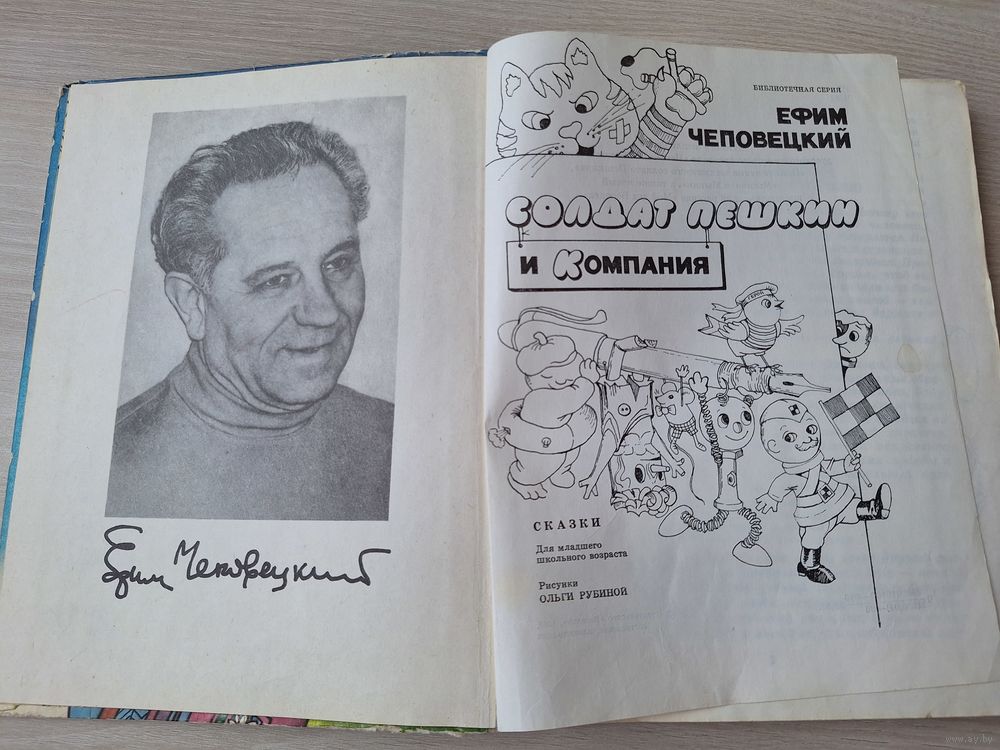 Ефим Чеповецкий
БИБЛИОТЕЧНАЯ СЕРИЯ
ЕФИМ
ЧЕПОВЕЦКИЙ
СОЛДАТ ПЕШКИН
И КОМПАНИЯ
ГЕРОЙ
СКАЗКИ
Для младшего
школьного возраста
Рисунки
ОЛЬГИ РУБИНОЙ
www.ay.by